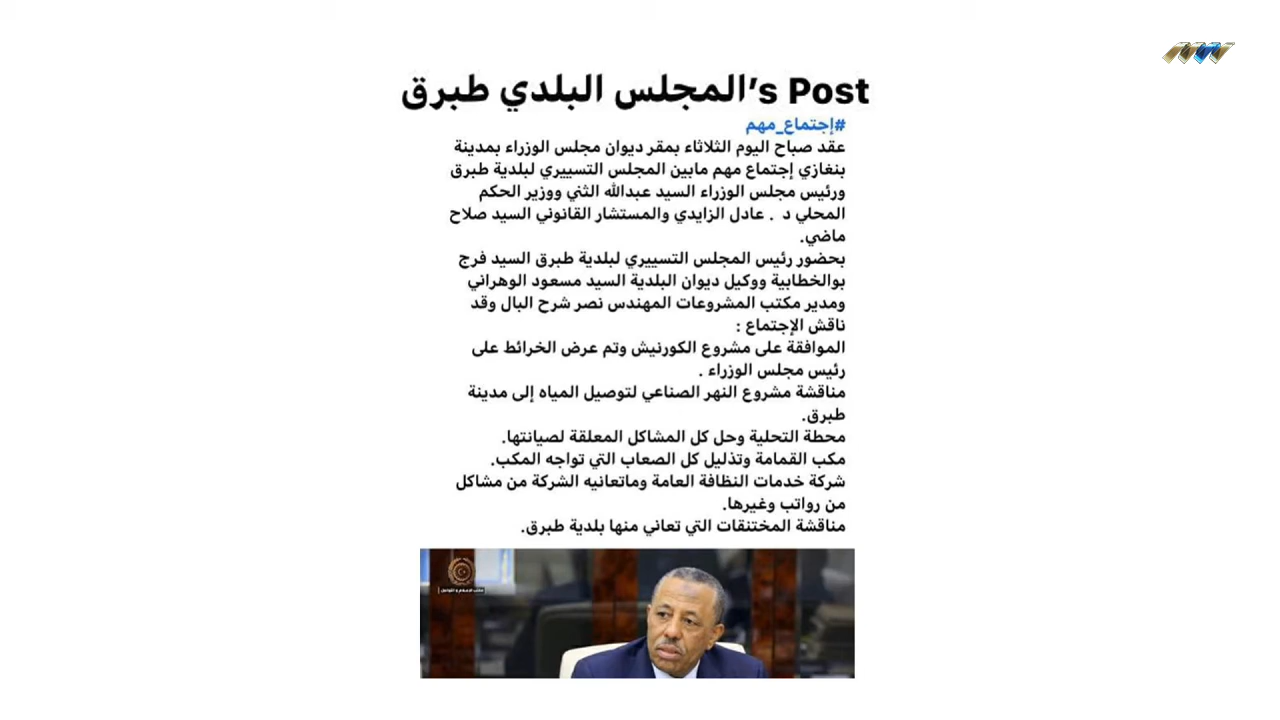 المجلس البلدي طبرق's Post
#إجتماع_مهم
عقد صباح اليوم الثلاثاء بمقر ديوان مجلس الوزراء بمدينة
بنغازي إجتماع مهم مابين المجلس التسييري لبلدية طبرق
ورئيس مجلس الوزراء السيد عبدالله الثني ووزير الحكم
المحلي د . عادل الزايدي والمستشار القانوني السيد صلاح
ماضي.
بحضور رئيس المجلس التسييري لبلدية طبرق السيد فرج
بوالخطابية ووكيل ديوان البلدية السيد مسعود الوهراني
ومدير مكتب المشروعات المهندس نصر شرح البال وقد
ناقش الإجتماع :
الموافقة على مشروع الكورنيش وتم عرض الخرائط على
رئيس مجلس الوزراء .
مناقشة مشروع النهر الصناعي لتوصيل المياه إلى مدينة
طبرق.
محطة التحلية وحل كل المشاكل المعلقة لصيانتها.
مكب القمامة وتذليل كل الصعاب التي تواجه المكب.
شركة خدمات النظافة العامة وماتعانيه الشركة من مشاكل
من رواتب وغيرها.
مناقشة المختنقات التي تعاني منها بلدية طبرق.